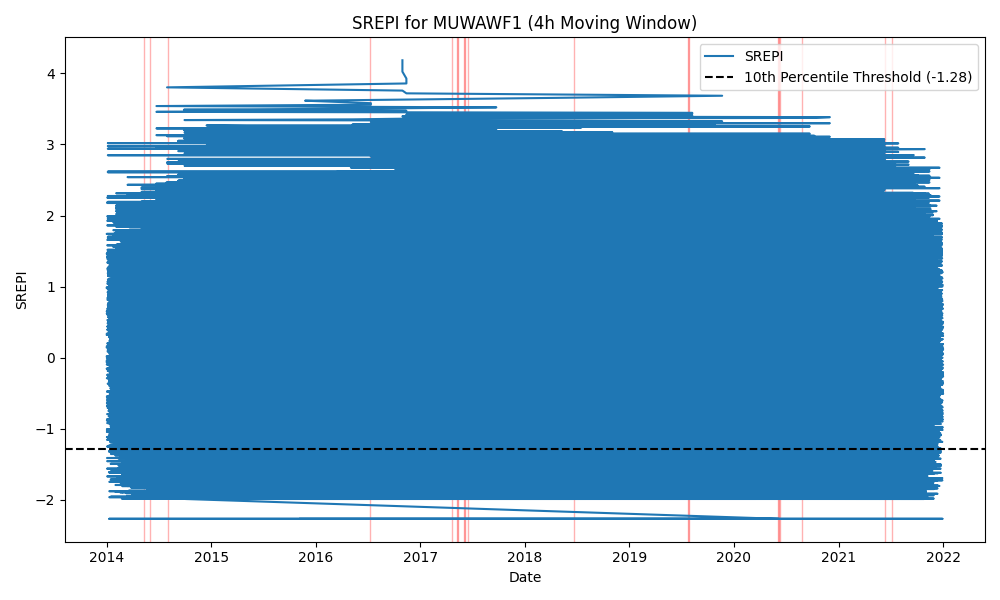 SREPI for MUWAWF1 (4h Moving Window)
SREPI
10th Percentile Threshold (-1.28)
SREPI
4
3
2
1
0
−1
−2
2014 2015 2016 2017 2018 2019 2020 2021 2022
Date